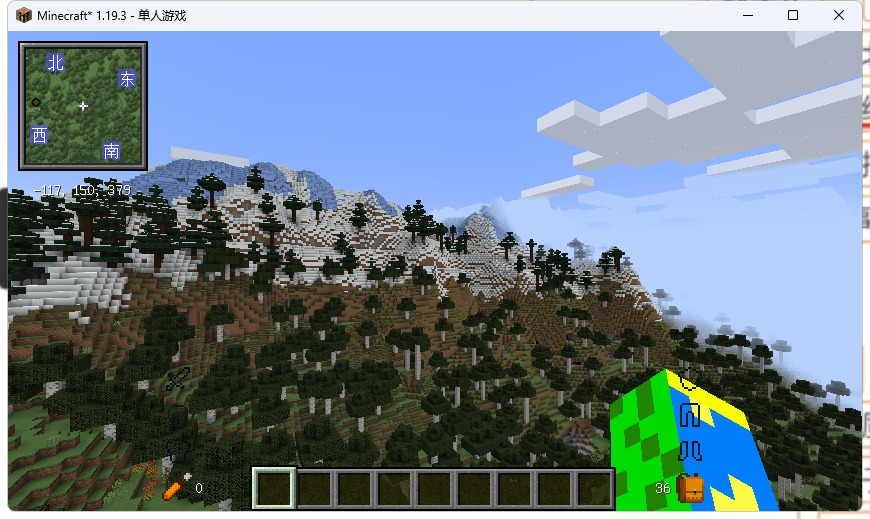 Minecraft* 1.19.3 - 单人游戏
北
东
西
南
-117, 150, -379
0
36